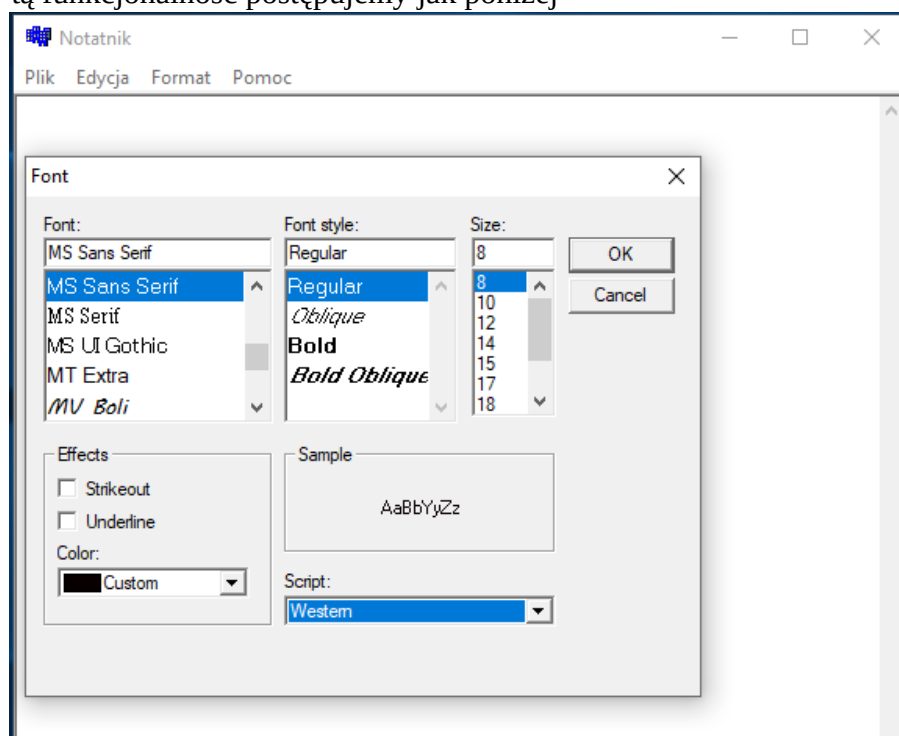 tą funkcjonalność postępujemy jak poniżej
Notatnik
Plik Edycja Format Pomoc
Font
Font:
MS Sans Serif
MS Sans Serif
MS Serif
MS UI Gothic
MT Extra
MV Boli
Font style:
Regular
Regular
Oblique
Bold
Bold Oblique
Size:
8
8
10
12
14
15
17
18
OK
Cancel
Effects
Strikeout
Underline
Color:
Custom
Sample
AaBbYyZz
Script:
Western